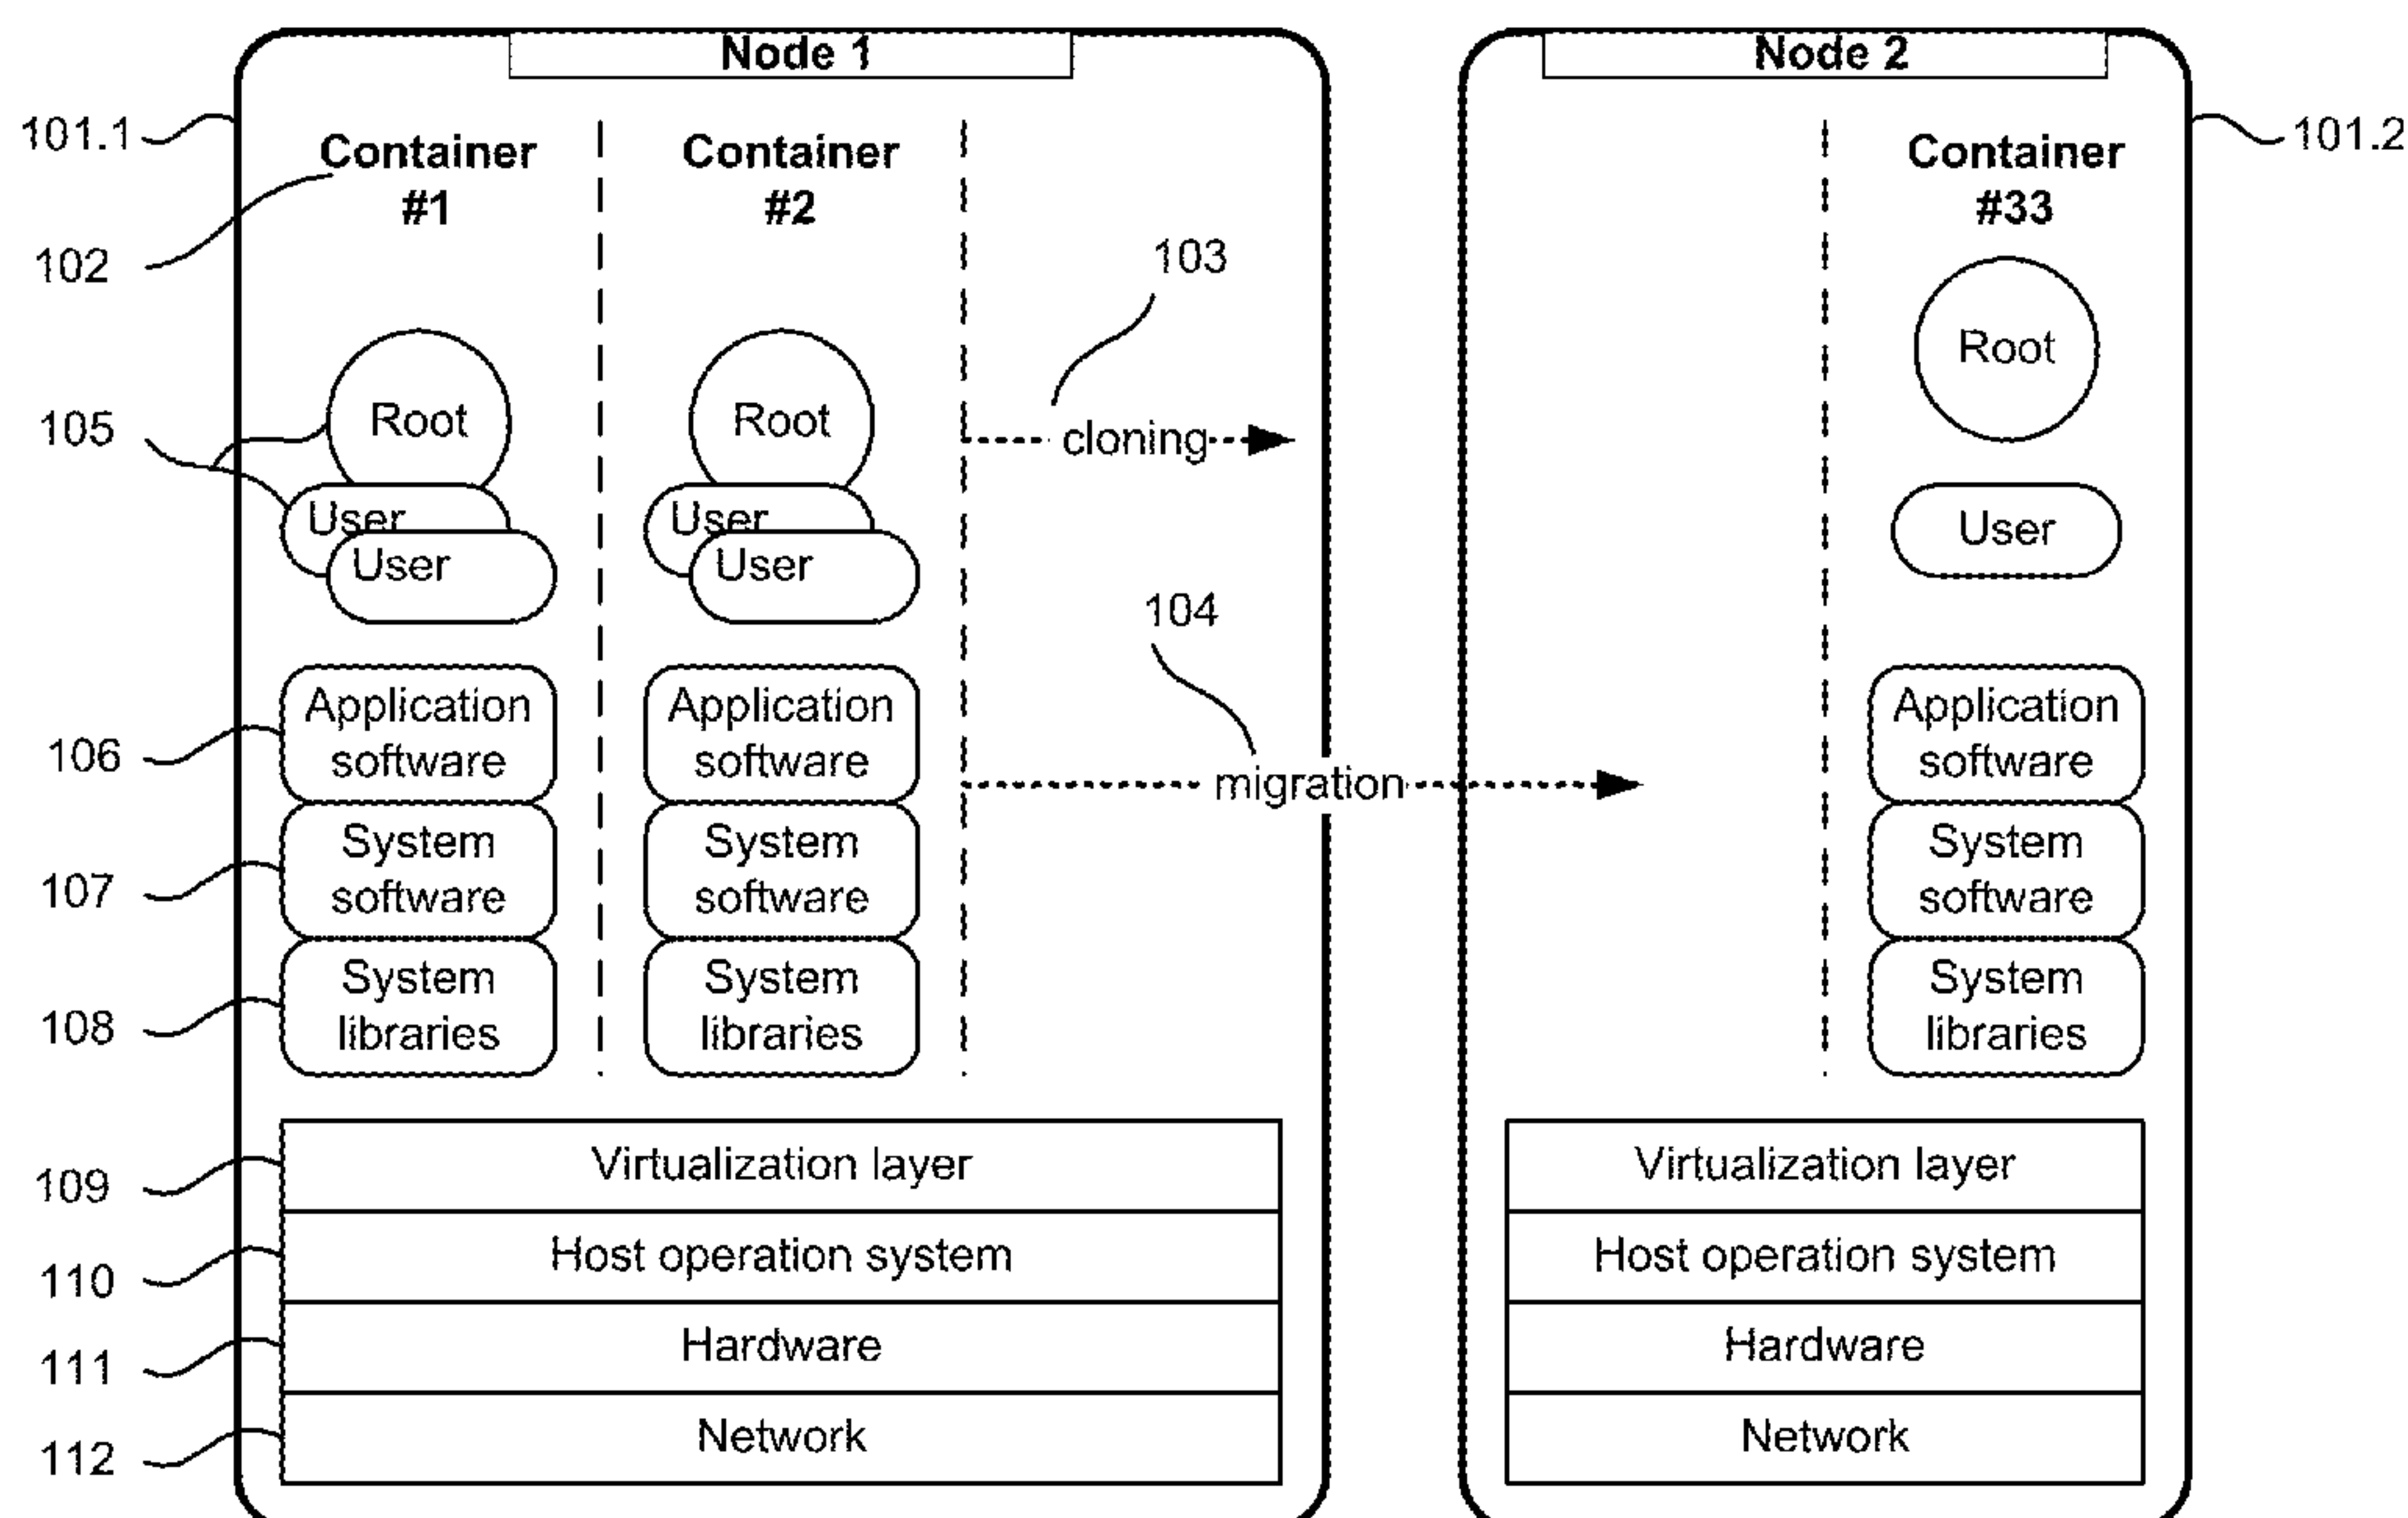 Node 1
Node 2
101.1
101.2
Container
#1
Container
#2
Container
#33
102
103
Root
Root
Root
105
cloning
User
User
User
User
User
104
Application
software
Application
software
Application
software
106
migration
System
software
System
software
System
software
107
System
libraries
System
libraries
System
libraries
108
Virtualization layer
Virtualization layer
109
Host operation system
Host operation system
110
Hardware
Hardware
111
Network
Network
112